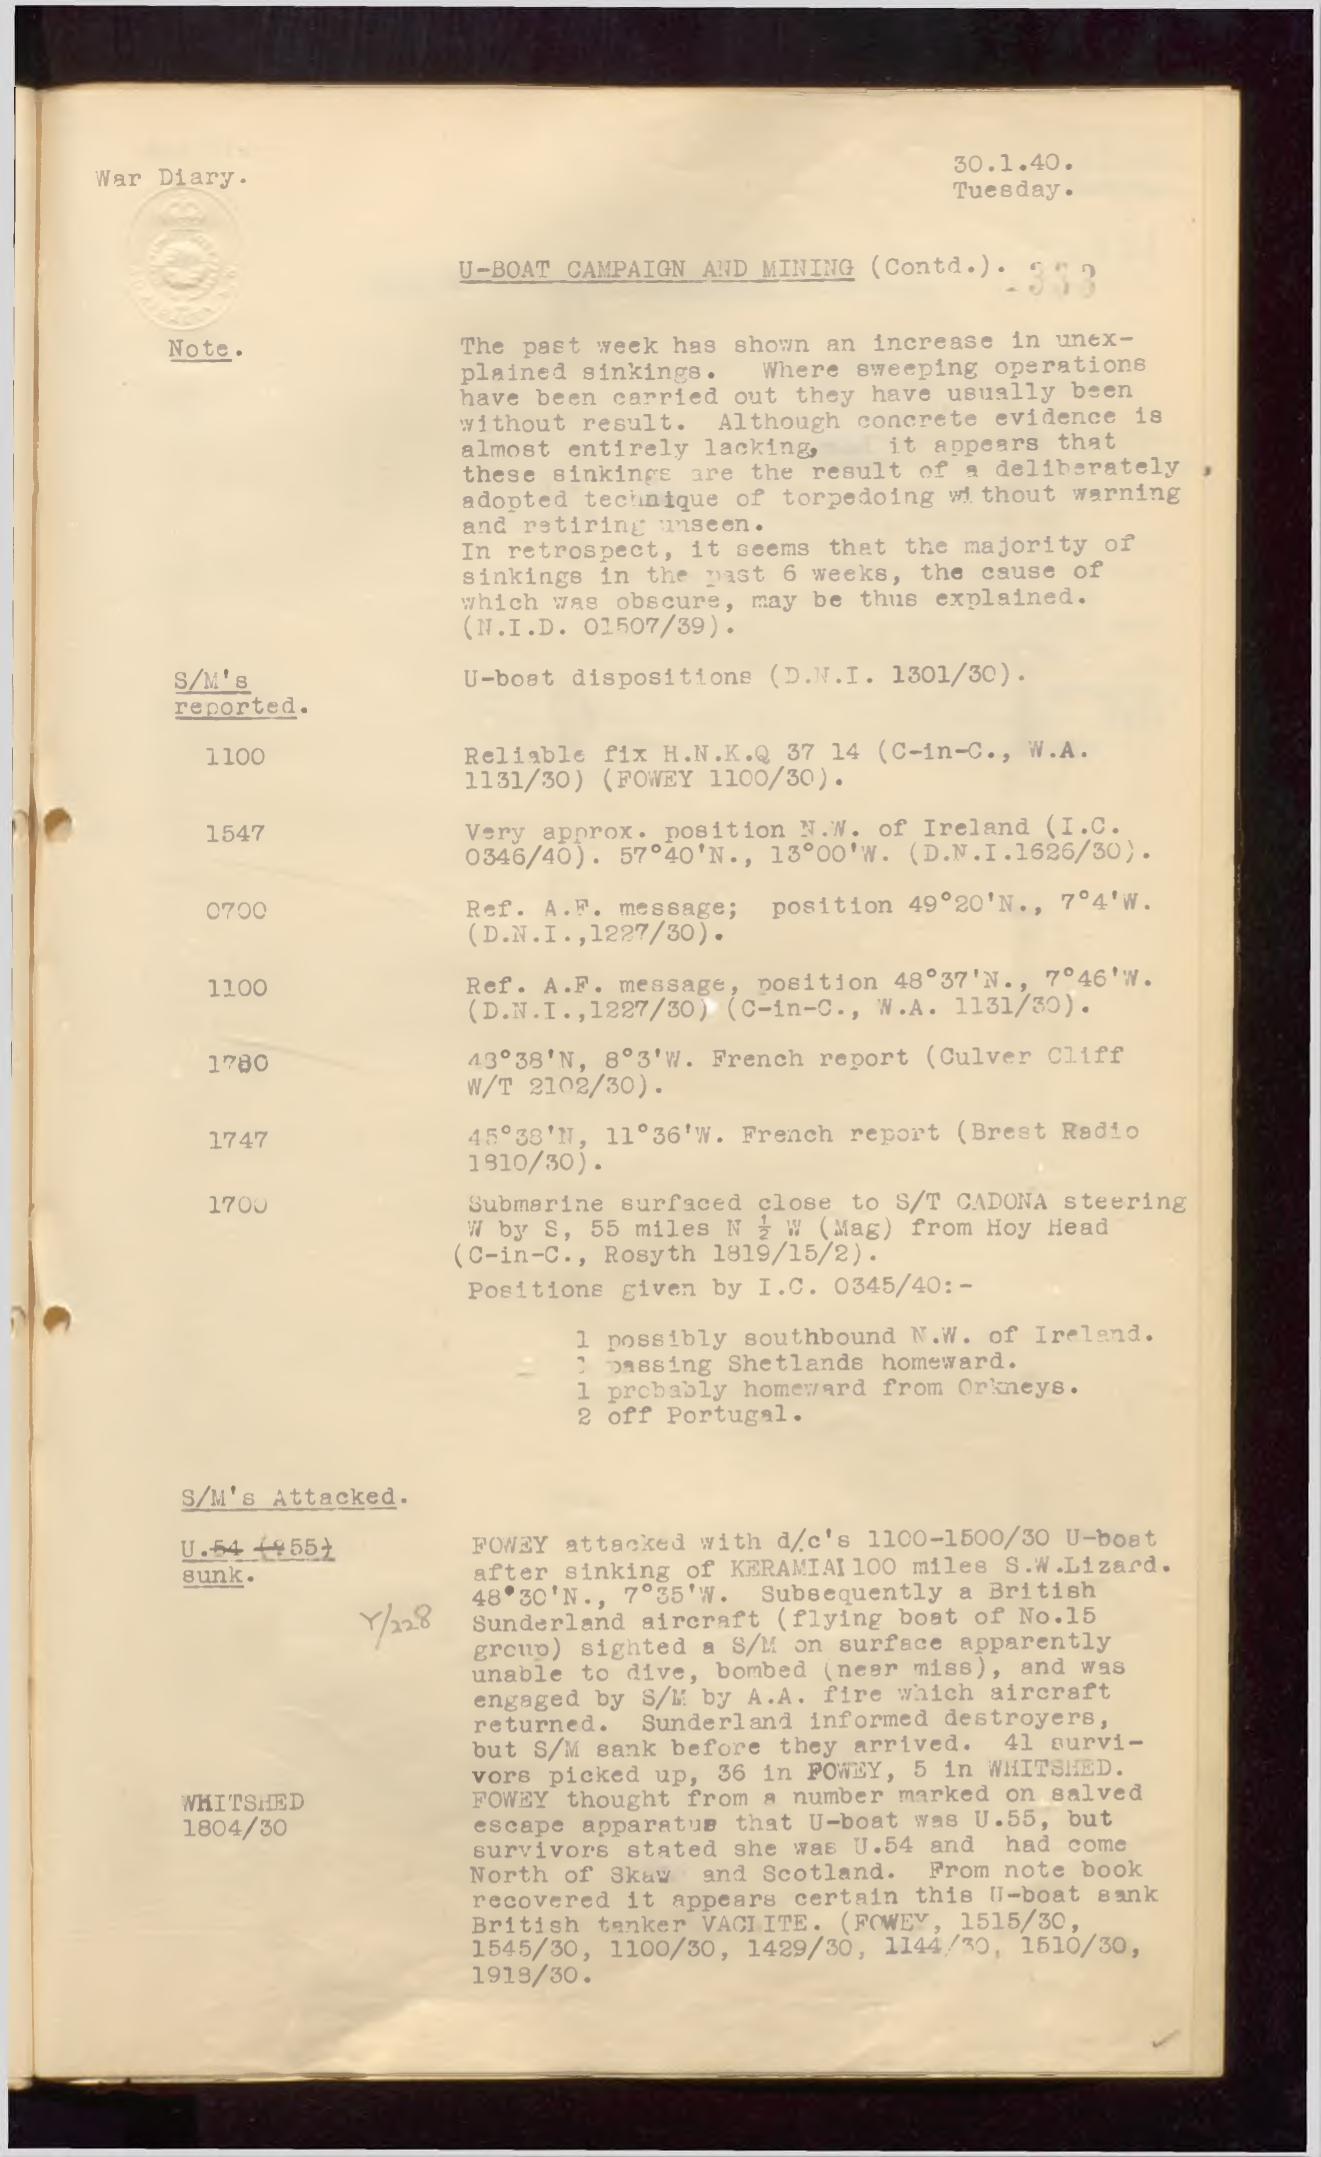 War Diary.
30.1.40.
Tuesday.
U-BOAT CAMPAIGN AND MINING (Contd.).
333
Note.
The past week has shown an increase in unex-
plained sinkings. Where sweeping operations
have been carried out they have usually been
without result. Although concrete evidence is
almost entirely lacking, it appears that
these sinkings are the result of a deliberately
adopted technique of torpedoing without warning
and retiring unseen.
In retrospect, it seems that the majority of
sinkings in the past 6 weeks, the cause of
which was obscure, may be thus explained.
(N.I.D. 01507/39).
S/M's
reported.
U-boat dispositions (D.N.I. 1301/30).
1100
Reliable fix H.N.K.Q 37 14 (C-in-C., W.A.
1131/30) (FOWEY 1100/30).
1547
Very approx. position N.W. of Ireland (I.C.
0346/40). 57°40'N., 13°00'W. (D.N.I.1626/30).
0700
Ref. A.F. message; position 49°20'N., 7°4'W.
(D.N.I.,1227/30).
1100
Ref. A.F. message, position 48°37'N., 7°46'W.
(D.N.I.,1227/30) (C-in-C., W.A. 1131/30).
48°38'N, 8°3'W. French report (Culver Cliff
W/T 2102/30).
1747
45°38'N, 11°36'W. French report (Brest Radio
1810/30).
1700
Submarine surfaced close to S/T CADONA steering
W by S, 55 miles N ½ W (Mag) from Hoy Head
(C-in-C., Rosyth 1819/15/2).
Positions given by I.C. 0345/40:-
1 possibly southbound N.W. of Ireland.
1 passing Shetlands homeward.
1 probably homeward from Orkneys.
2 off Portugal.
S/M's Attacked.
U.54 (?55)
sunk.
Y/228
FOWEY attacked with d/c's 1100-1500/30 U-boat
after sinking of KERAMIAI 100 miles S.W.Lizard.
48°30'N., 7°35'W. Subsequently a British
Sunderland aircraft (flying boat of No.15
group) sighted a S/M on surface apparently
unable to dive, bombed (near miss), and was
engaged by S/M by A.A. fire which aircraft
returned. Sunderland informed destroyers,
but S/M sank before they arrived. 41 survi-
vors picked up, 36 in FOWEY, 5 in WHITSHED.
WHITSHED
1804/30
FOWEY thought from a number marked on salved
escape apparatus that U-boat was U.55, but
survivors stated she was U.54 and had come
North of Skaw and Scotland. From note book
recovered it appears certain this U-boat sank
British tanker VACLITE. (FOWEY, 1515/30,
1545/30, 1100/30, 1429/30, 1144/30, 1510/30,
1918/30.